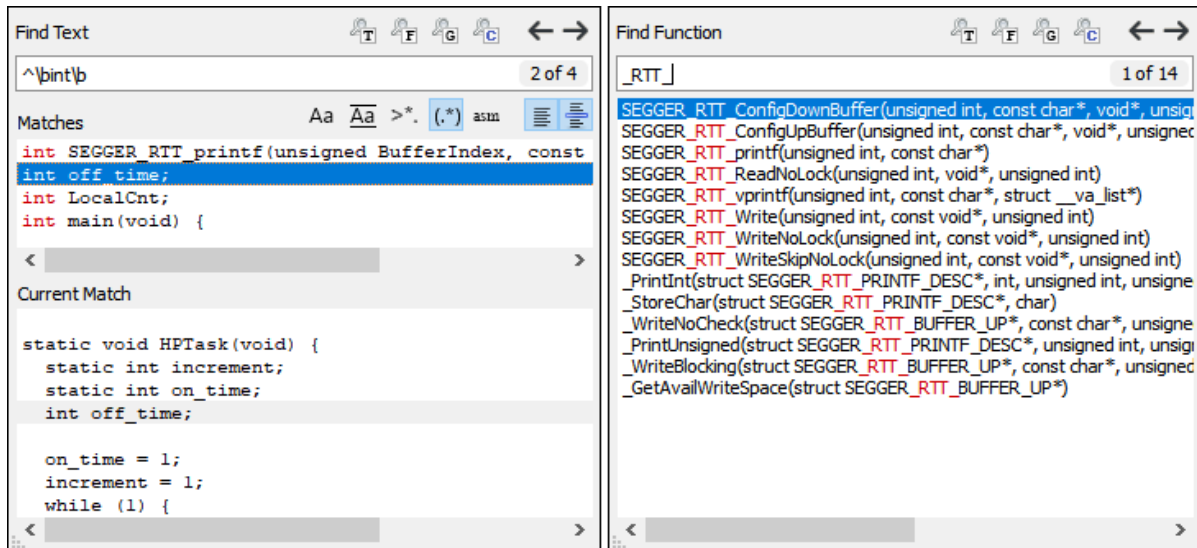 Find Text
T F G C
^\bint\b
2 of 4
Matches
Aa Aa >*. (.*) asm
int SEGGER_RTT_printf(unsigned BufferIndex, const
int off_time;
int LocalCnt;
int main(void) {
Current Match
static void HPTask(void) {
static int increment;
static int on_time;
int off_time;
on_time = 1;
increment = 1;
while (1) {
Find Function
T F G C
_RTT_
1 of 14
SEGGER_RTT_ConfigDownBuffer(unsigned int, const char*, void*, unsig
SEGGER_RTT_ConfigUpBuffer(unsigned int, const char*, void*, unsigned
SEGGER_RTT_printf(unsigned int, const char*)
SEGGER_RTT_ReadNoLock(unsigned int, void*, unsigned int)
SEGGER_RTT_vprintf(unsigned int, const char*, struct __va_list*)
SEGGER_RTT_Write(unsigned int, const void*, unsigned int)
SEGGER_RTT_WriteNoLock(unsigned int, const void*, unsigned int)
SEGGER_RTT_WriteSkipNoLock(unsigned int, const void*, unsigned int)
_PrintInt(struct SEGGER_RTT_PRINTF_DESC*, int, unsigned int, unsigne
_StoreChar(struct SEGGER_RTT_PRINTF_DESC*, char)
_WriteNoCheck(struct SEGGER_RTT_BUFFER_UP*, const char*, unsigne
_PrintUnsigned(struct SEGGER_RTT_PRINTF_DESC*, unsigned int, unsig
_WriteBlocking(struct SEGGER_RTT_BUFFER_UP*, const char*, unsigned
_GetAvailWriteSpace(struct SEGGER_RTT_BUFFER_UP*)